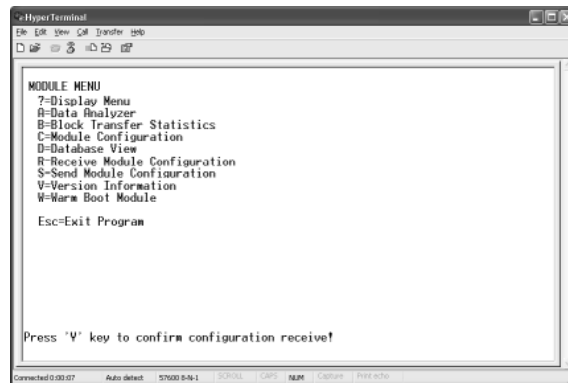 HyperTerminal
File Edit View Call Transfer Help
MODULE MENU
?=Display Menu
A=Data Analyzer
B=Block Transfer Statistics
C=Module Configuration
D=Database View
R=Receive Module Configuration
S=Send Module Configuration
V=Version Information
W=Warm Boot Module
Esc=Exit Program
Press 'Y' key to confirm configuration receive!
Connected 0:00:07 Auto detect 57600 8-N-1 SCROLL CAPS NUM Capture Print echo